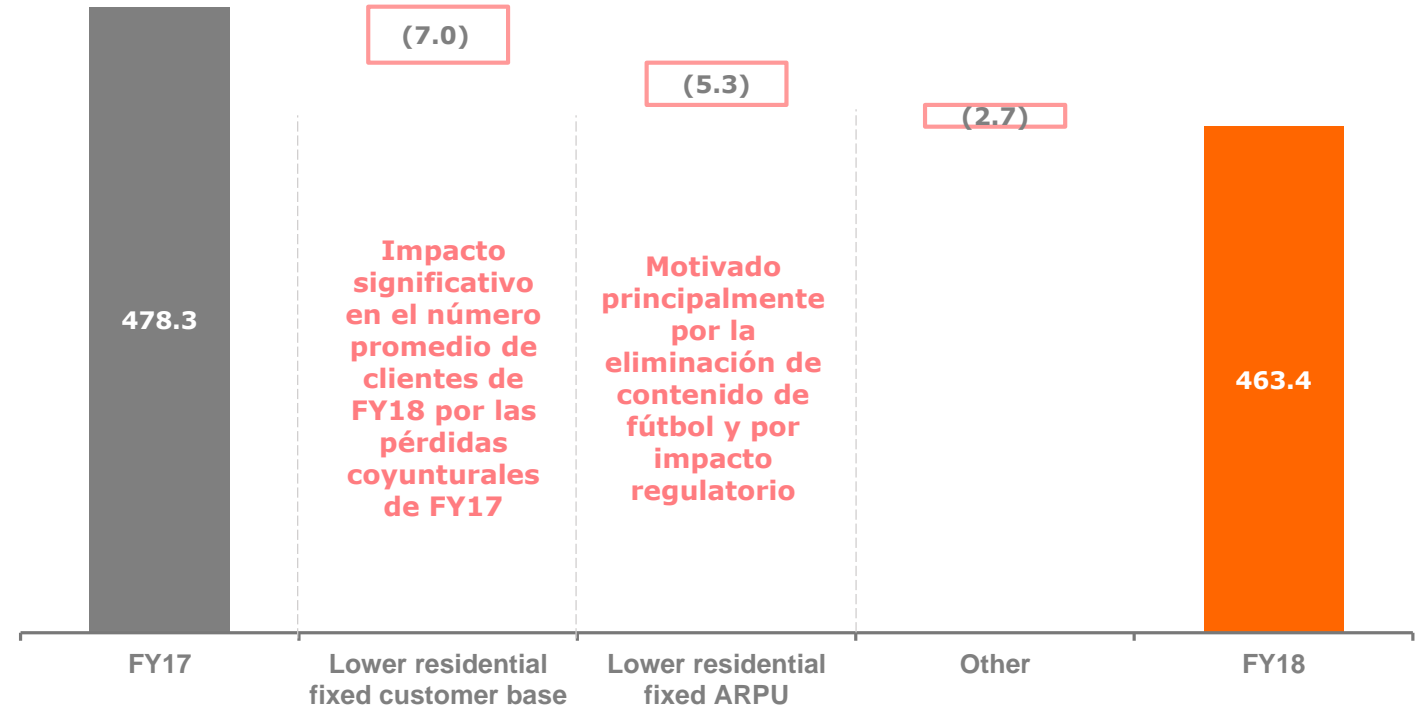 (7.0)
(5.3)
(2.7)
478.3
Impacto
significativo
en el número
promedio de
clientes de
FY18 por las
pérdidas
coyunturales
de FY17
Motivado
principalmente
por la
eliminación de
contenido de
fútbol y por
impacto
regulatorio
463.4
FY17
Lower residential
fixed customer base
Lower residential
fixed ARPU
Other
FY18